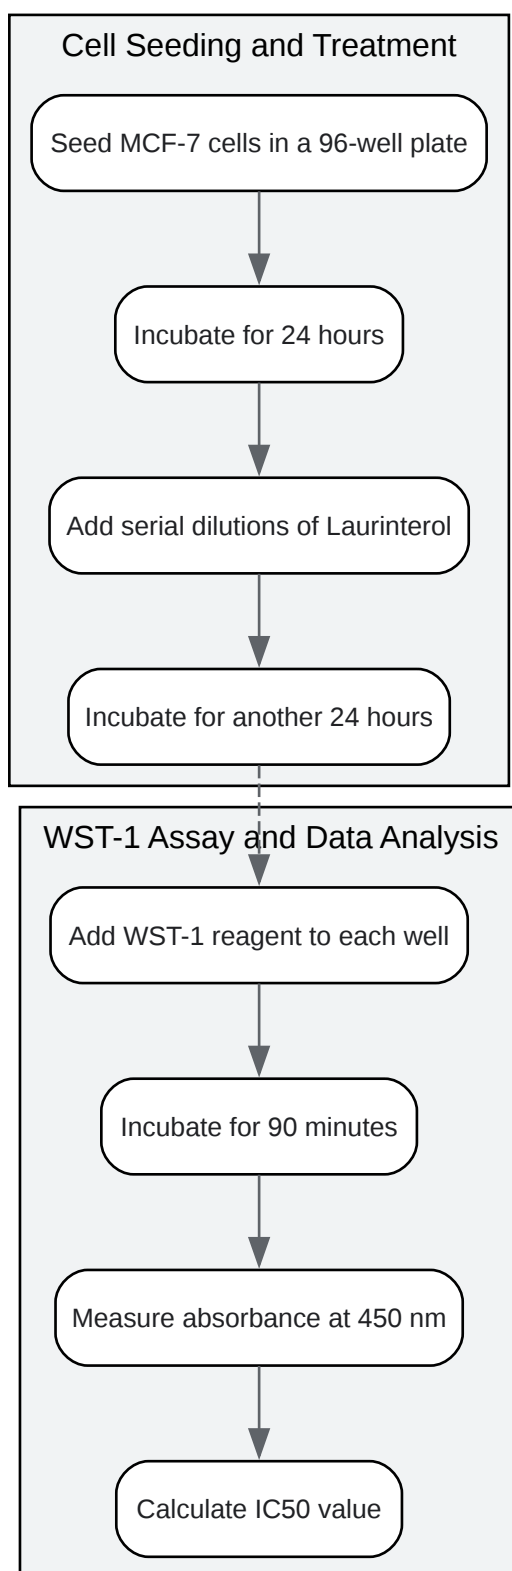 Cell Seeding and Treatment
Seed MCF-7 cells in a 96-well plate
Incubate for 24 hours
Add serial dilutions of Laurinterol
Incubate for another 24 hours
WST-1 Assay and Data Analysis
Add WST-1 reagent to each well
Incubate for 90 minutes
Measure absorbance at 450 nm
Calculate IC50 value